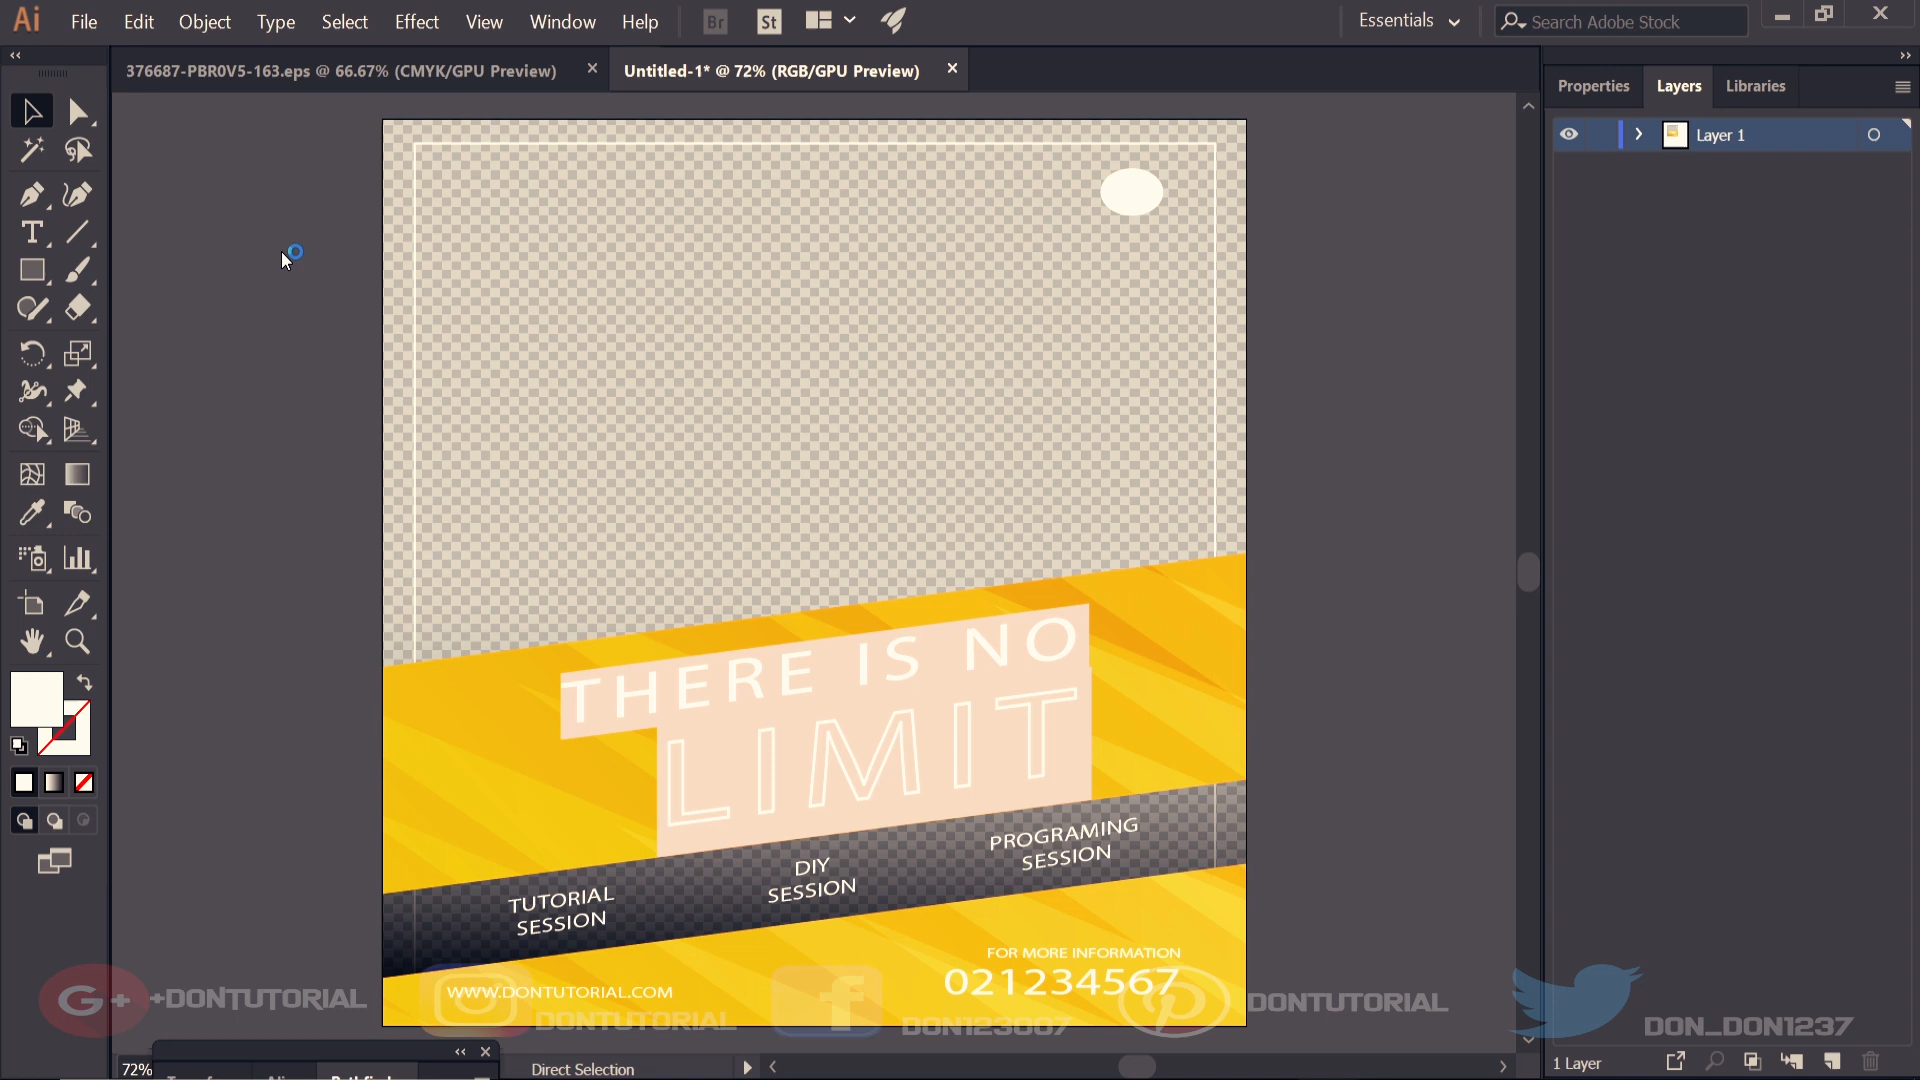 Ai File Edit Object Type Select Effect View Window Help Br St Essentials Search Adobe Stock
376687-PBR0V5-163.eps @ 66.67% (CMYK/GPU Preview) Untitled-1* @ 72% (RGB/GPU Preview)
Properties Layers Libraries
Layer 1
THERE IS NO
LIMIT
TUTORIAL
SESSION
DIY
SESSION
PROGRAMING
SESSION
FOR MORE INFORMATION
021234567
WWW.DONTUTORIAL.COM
G+ +DONTUTORIAL
DONTUTORIAL
DON123007
DONTUTORIAL
DON_DON1237
72% Direct Selection
1 Layer